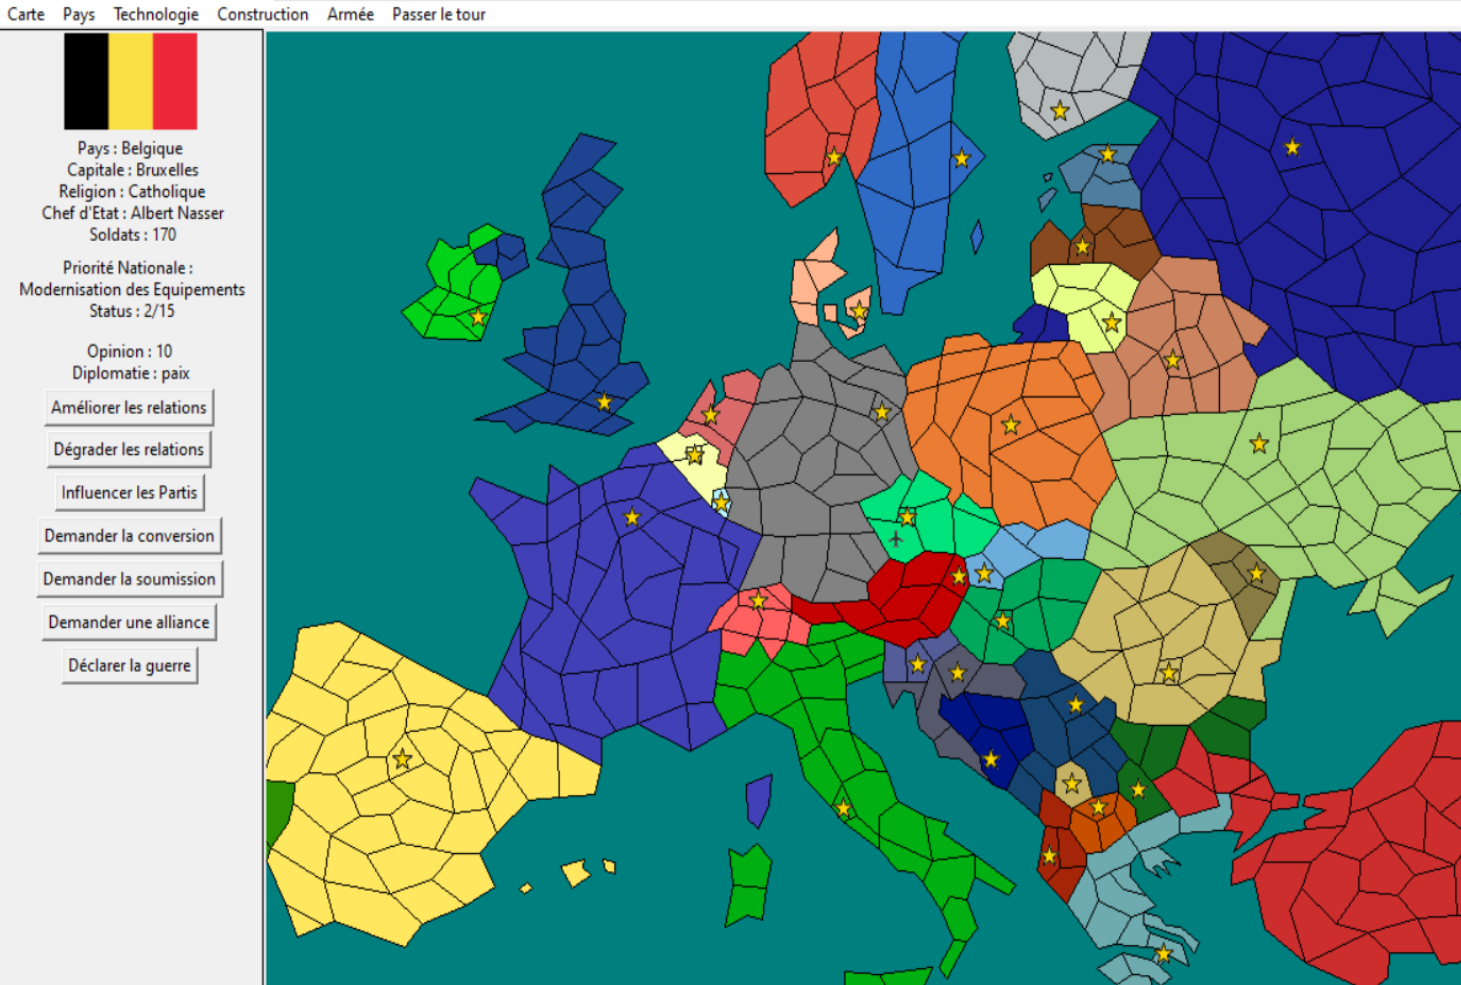 Carte Pays Technologie Construction Armée Passer le tour
Pays : Belgique
Capitale : Bruxelles
Religion : Catholique
Chef d'Etat : Albert Nasser
Soldats : 170
Priorité Nationale :
Modernisation des Equipements
Status : 2/15
Opinion : 10
Diplomatie : paix
Améliorer les relations
Dégrader les relations
Influencer les Partis
Demander la conversion
Demander la soumission
Demander une alliance
Déclarer la guerre